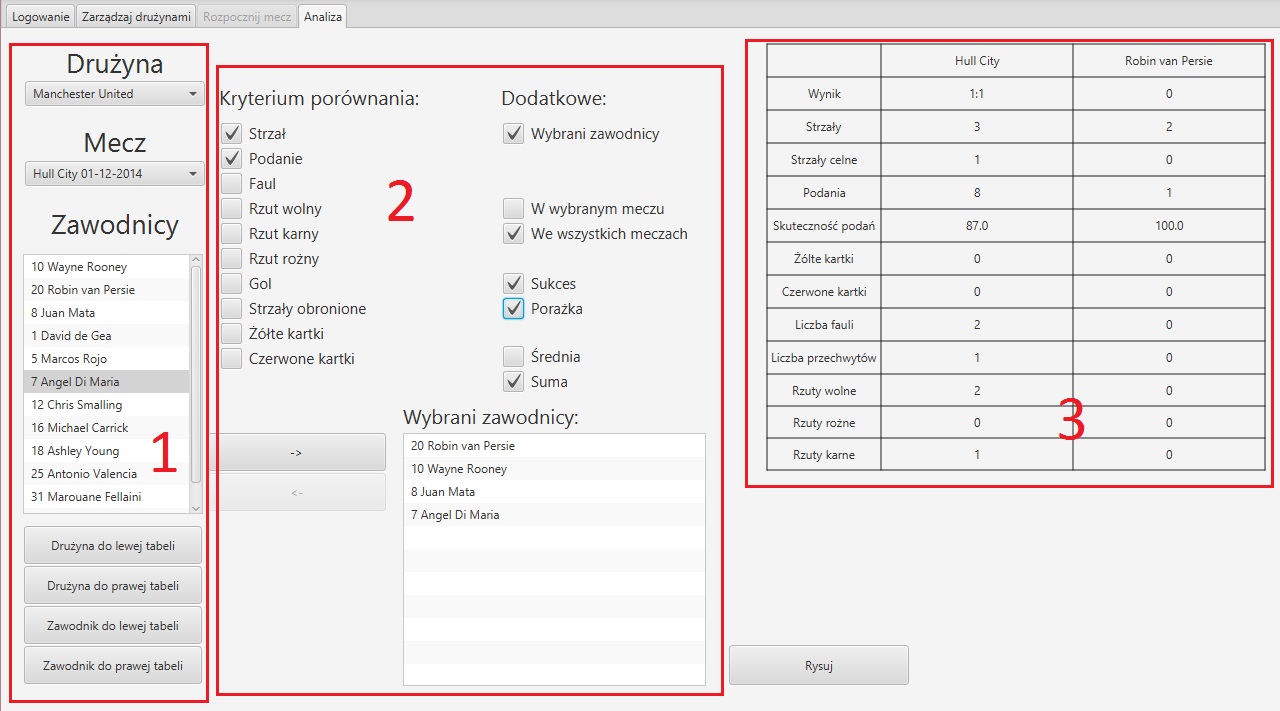 Logowanie Zarządzaj drużynami Rozpocznij mecz Analiza
Drużyna
Manchester United
Mecz
Hull City 01-12-2014
Zawodnicy
10 Wayne Rooney
20 Robin van Persie
8 Juan Mata
1 David de Gea
5 Marcos Rojo
7 Angel Di Maria
12 Chris Smalling
16 Michael Carrick
18 Ashley Young
25 Antonio Valencia
31 Marouane Fellaini
1
Drużyna do lewej tabeli
Drużyna do prawej tabeli
Zawodnik do lewej tabeli
Zawodnik do prawej tabeli
Kryterium porównania:
Strzał
Podanie
Faul
Rzut wolny
Rzut karny
Rzut rożny
Gol
Strzały obronione
Żółte kartki
Czerwone kartki
2
Dodatkowe:
Wybrani zawodnicy
W wybranym meczu
We wszystkich meczach
Sukces
Porażka
Średnia
Suma
->
<-
Wybrani zawodnicy:
20 Robin van Persie
10 Wayne Rooney
8 Juan Mata
7 Angel Di Maria
Hull City Robin van Persie
Wynik 1:1 0
Strzały 3 2
Strzały celne 1 0
Podania 8 1
Skuteczność podań 87.0 100.0
Żółte kartki 0 0
Czerwone kartki 0 0
Liczba fauli 2 0
Liczba przechwytów 1 0
Rzuty wolne 2 0
Rzuty rożne 0 0
Rzuty karne 1 0
3
Rysuj